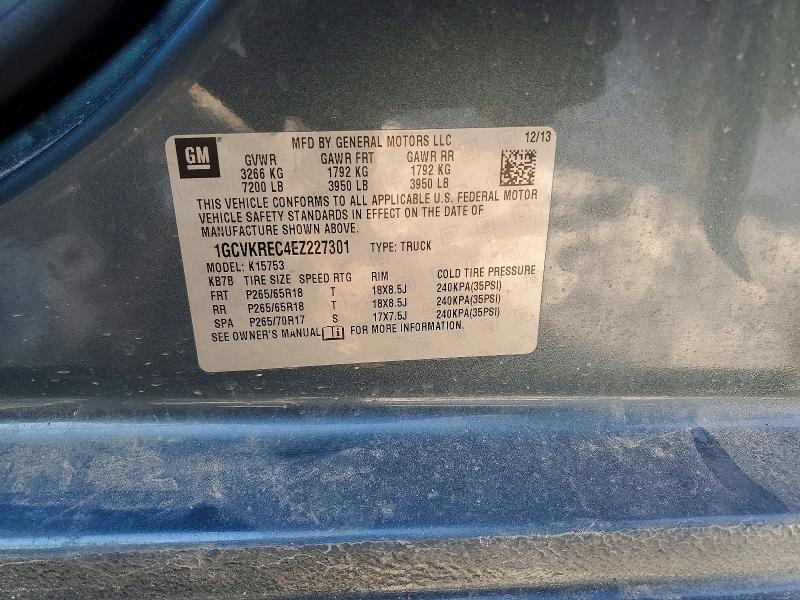 GM
MFD BY GENERAL MOTORS LLC 12/13
GVWR GAWR FRT GAWR RR
3266 KG 1792 KG 1792 KG
7200 LB 3950 LB 3950 LB
THIS VEHICLE CONFORMS TO ALL APPLICABLE U.S. FEDERAL MOTOR
VEHICLE SAFETY STANDARDS IN EFFECT ON THE DATE OF
MANUFACTURE SHOWN ABOVE.
1GCVKREC4EZ227301 TYPE: TRUCK
MODEL: K15753
KB7B TIRE SIZE SPEED RTG RIM COLD TIRE PRESSURE
FRT P265/65R18 T 18X8.5J 240KPA(35PSI)
RR P265/65R18 T 18X8.5J 240KPA(35PSI)
SPA P265/70R17 S 17X7.5J 240KPA(35PSI)
SEE OWNER'S MANUAL i FOR MORE INFORMATION.